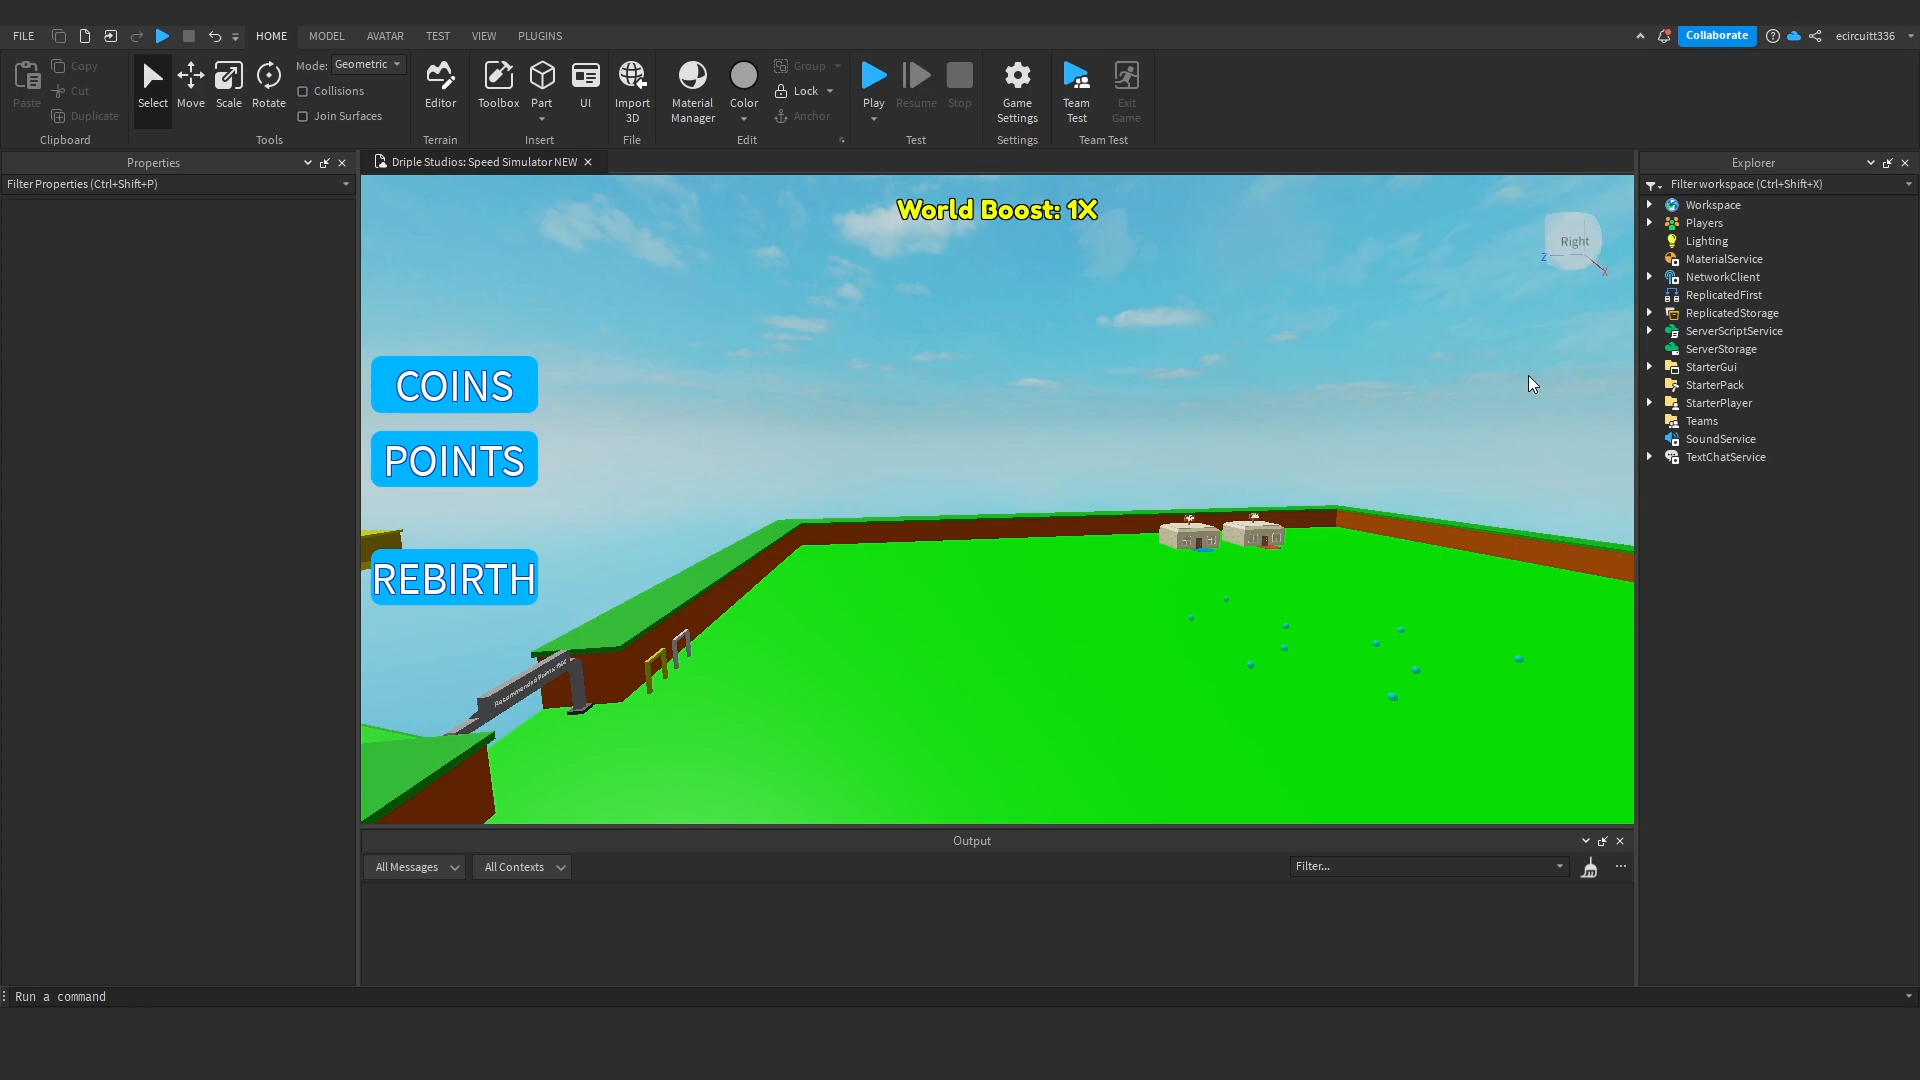 FILE
HOME
MODEL
AVATAR
TEST
VIEW
PLUGINS
Collaborate
ecircuitt336
Paste
Copy
Cut
Duplicate
Clipboard
Select
Move
Scale
Rotate
Mode:
Geometric
Collisions
Join Surfaces
Tools
Editor
Terrain
Toolbox
Part
UI
Insert
Import
3D
File
Material
Manager
Color
Group
Lock
Anchor
Edit
Play
Resume
Stop
Test
Game
Settings
Settings
Team
Test
Exit
Game
Team Test
Properties
Filter Properties (Ctrl+Shift+P)
Driple Studios: Speed Simulator NEW
World Boost: 1X
Right
Z
X
COINS
POINTS
REBIRTH
Output
All Messages
All Contexts
Filter...
Run a command
Explorer
Filter workspace (Ctrl+Shift+X)
Workspace
Players
Lighting
MaterialService
NetworkClient
ReplicatedFirst
ReplicatedStorage
ServerScriptService
ServerStorage
StarterGui
StarterPack
StarterPlayer
Teams
SoundService
TextChatService